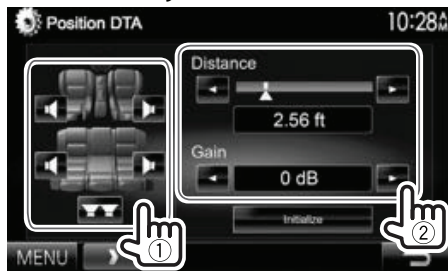 Position DTA
10:28
Distance
2.56 ft
Gain
0 dB
Initialize
MENU
1
2